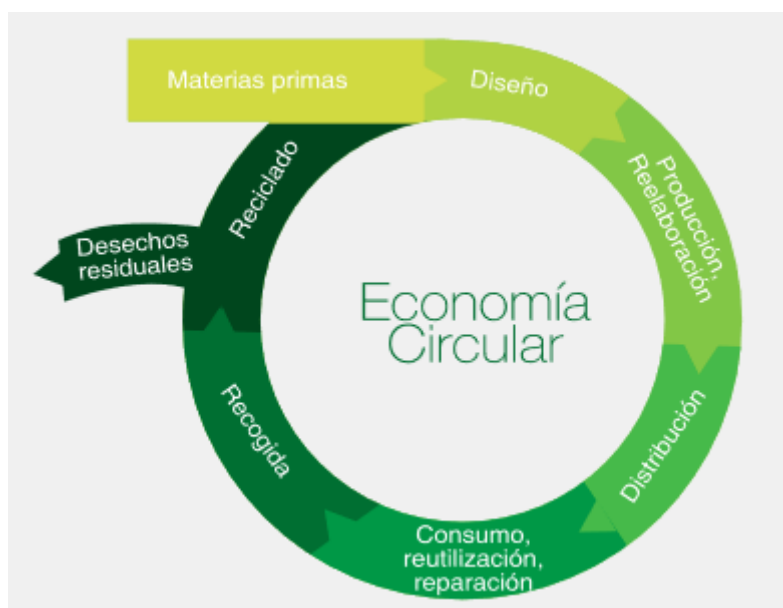 Materias primas
Diseño
Producción,
Reelaboración
Distribución
Consumo,
reutilización,
reparación
Recogida
Reciclado
Desechos
residuales
Economía
Circular